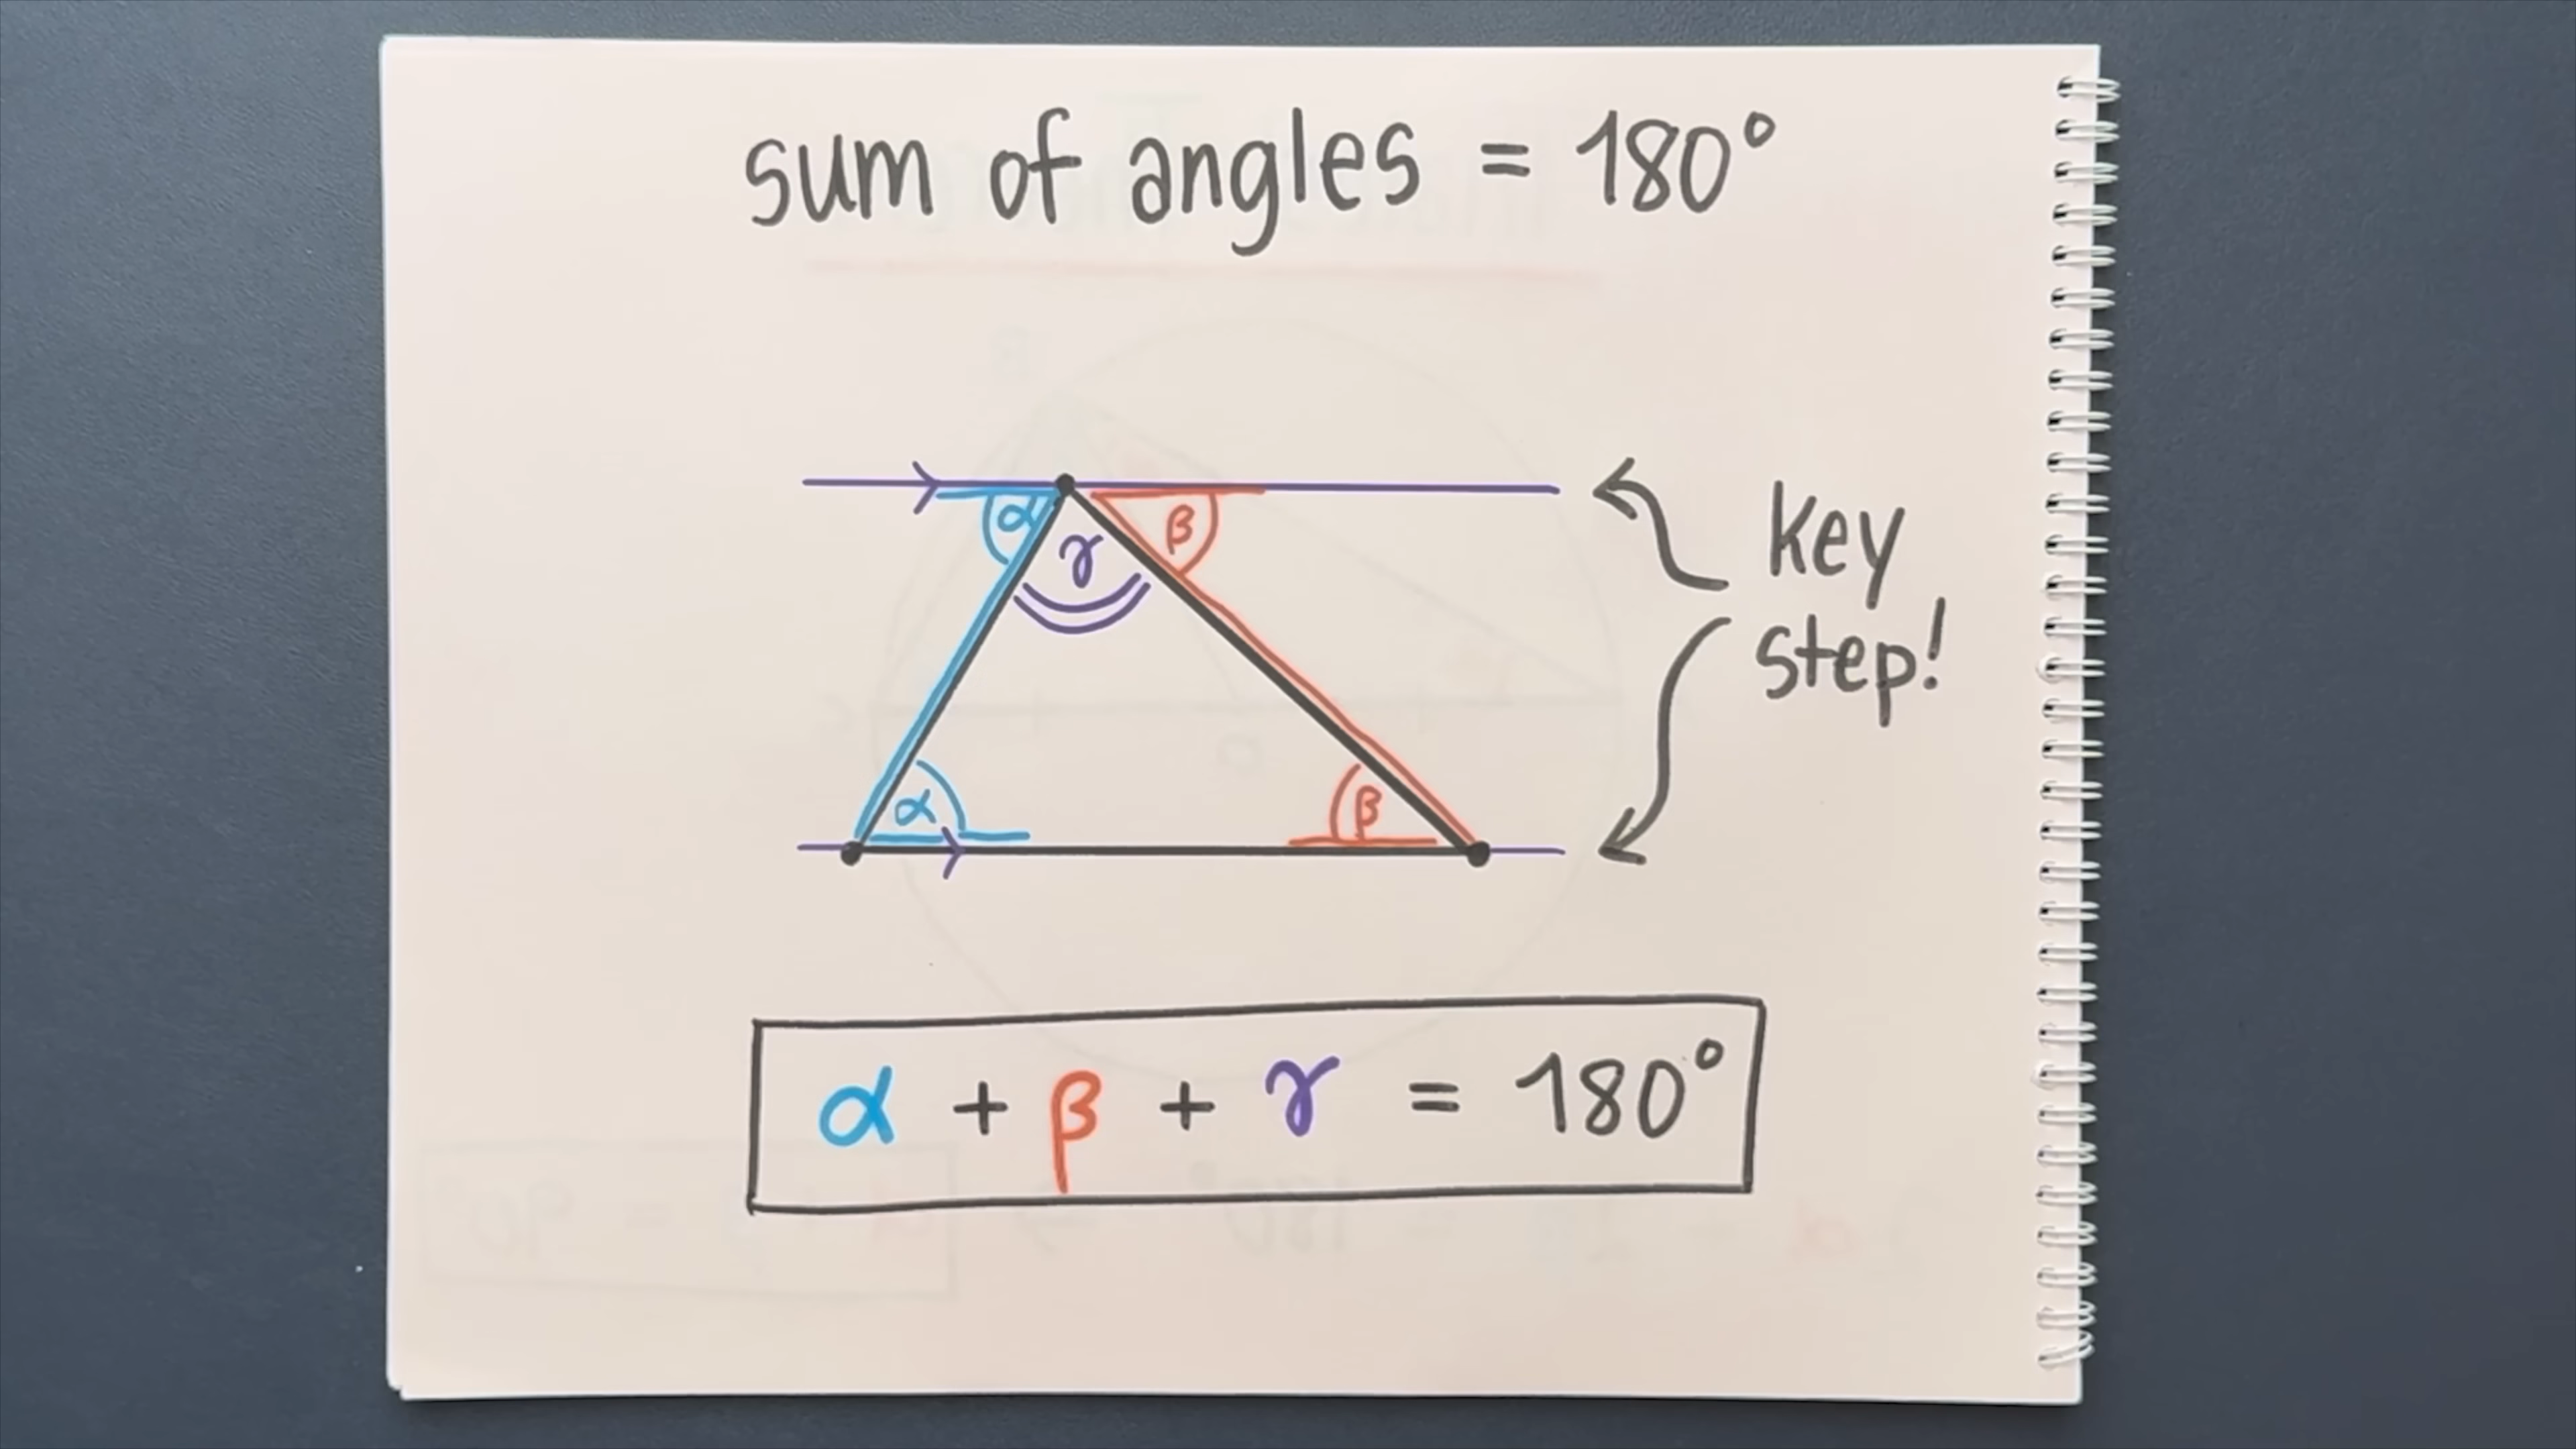 sum of angles = 180°
α γ β
key
step!
α β
α + β + γ = 180°